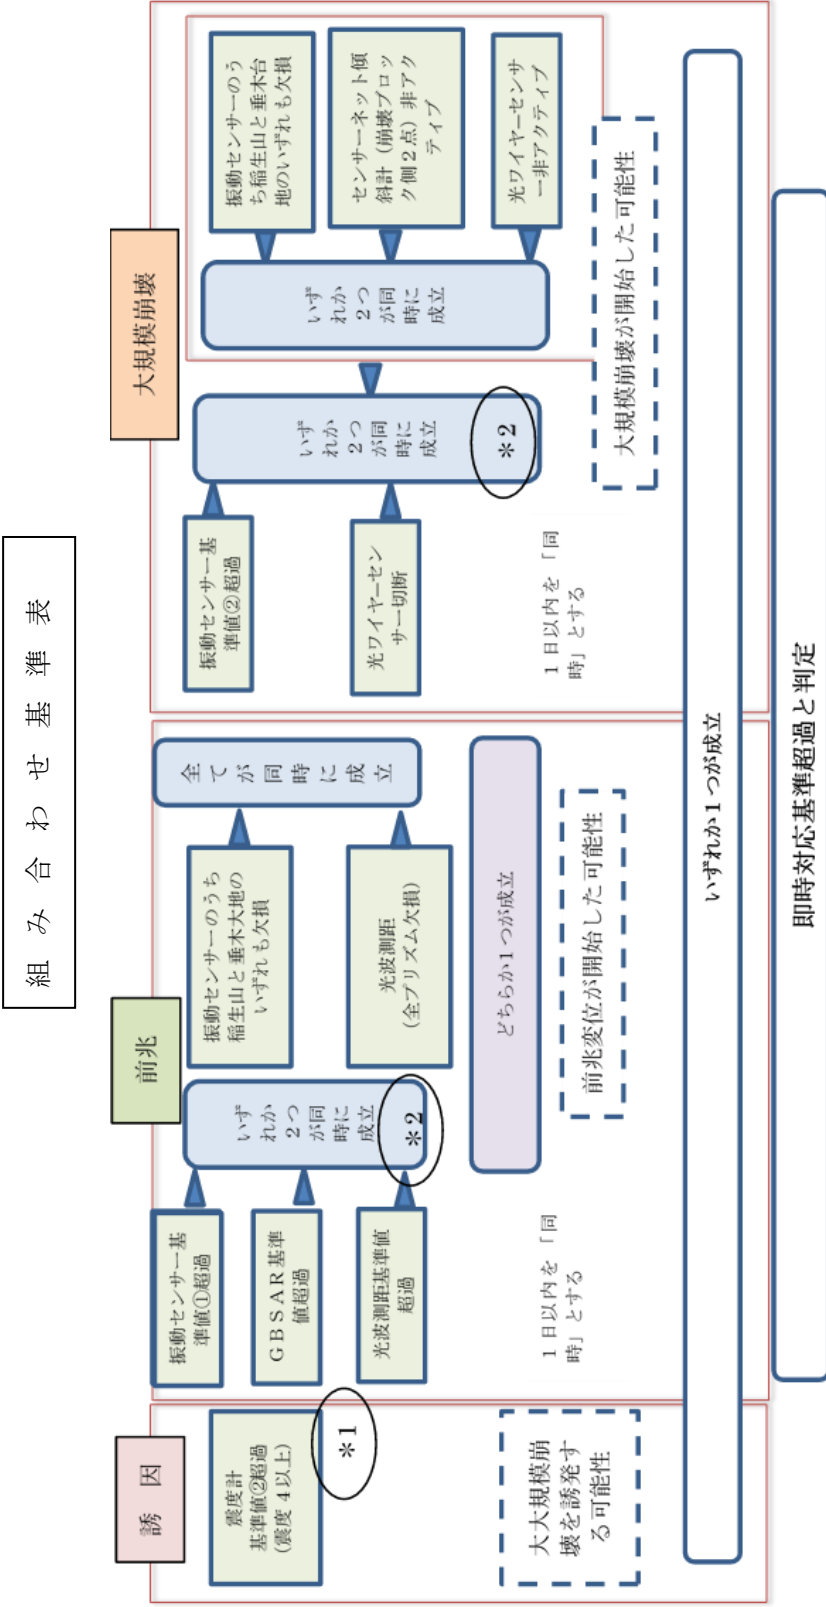 組み合わせ基準表
誘因
震度計
基準値②超過
(震度４以上)
＊1
大大規模崩
壊を誘発す
る可能性
前兆
振動センサー基
準値①超過
ＧＢＳＡＲ基準
値超過
光波測距基準値
超過
いず
れか
２つ
が同
時に
成立
＊2
振動センサーのうち
稲生山と垂木大地の
いずれも欠損
光波測距
(全プリズム欠損)
全てが同時に成立
１日以内を「同
時」とする
どちらか1つが成立
前兆変位が開始した可能性
大規模崩壊
振動センサー基
準値②超過
光ワイヤーセン
サー切断
いず
れか
２つ
が同
時に
成立
＊2
いず
れか
２つ
が同
時に
成立
振動センサーのう
ち稲生山と垂木台
地のいずれも欠損
センサーネット傾
斜計（崩壊ブロッ
ク側２点）非アク
ティブ
光ワイヤーセンサ
ー非アクティブ
１日以内を「同
時」とする
大規模崩壊が開始した可能性
いずれか1つが成立
即時対応基準超過と判定